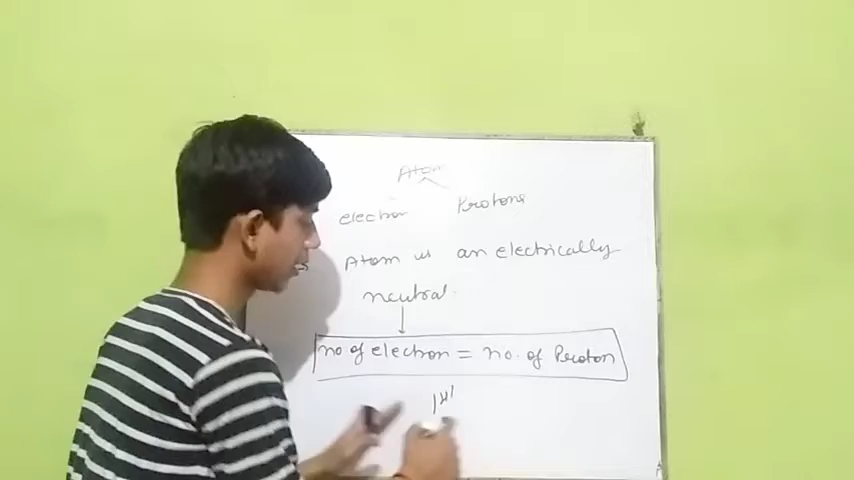 Atom
electron Protons
Atom is an electrically
neutral.
no of electron = no. of Proton